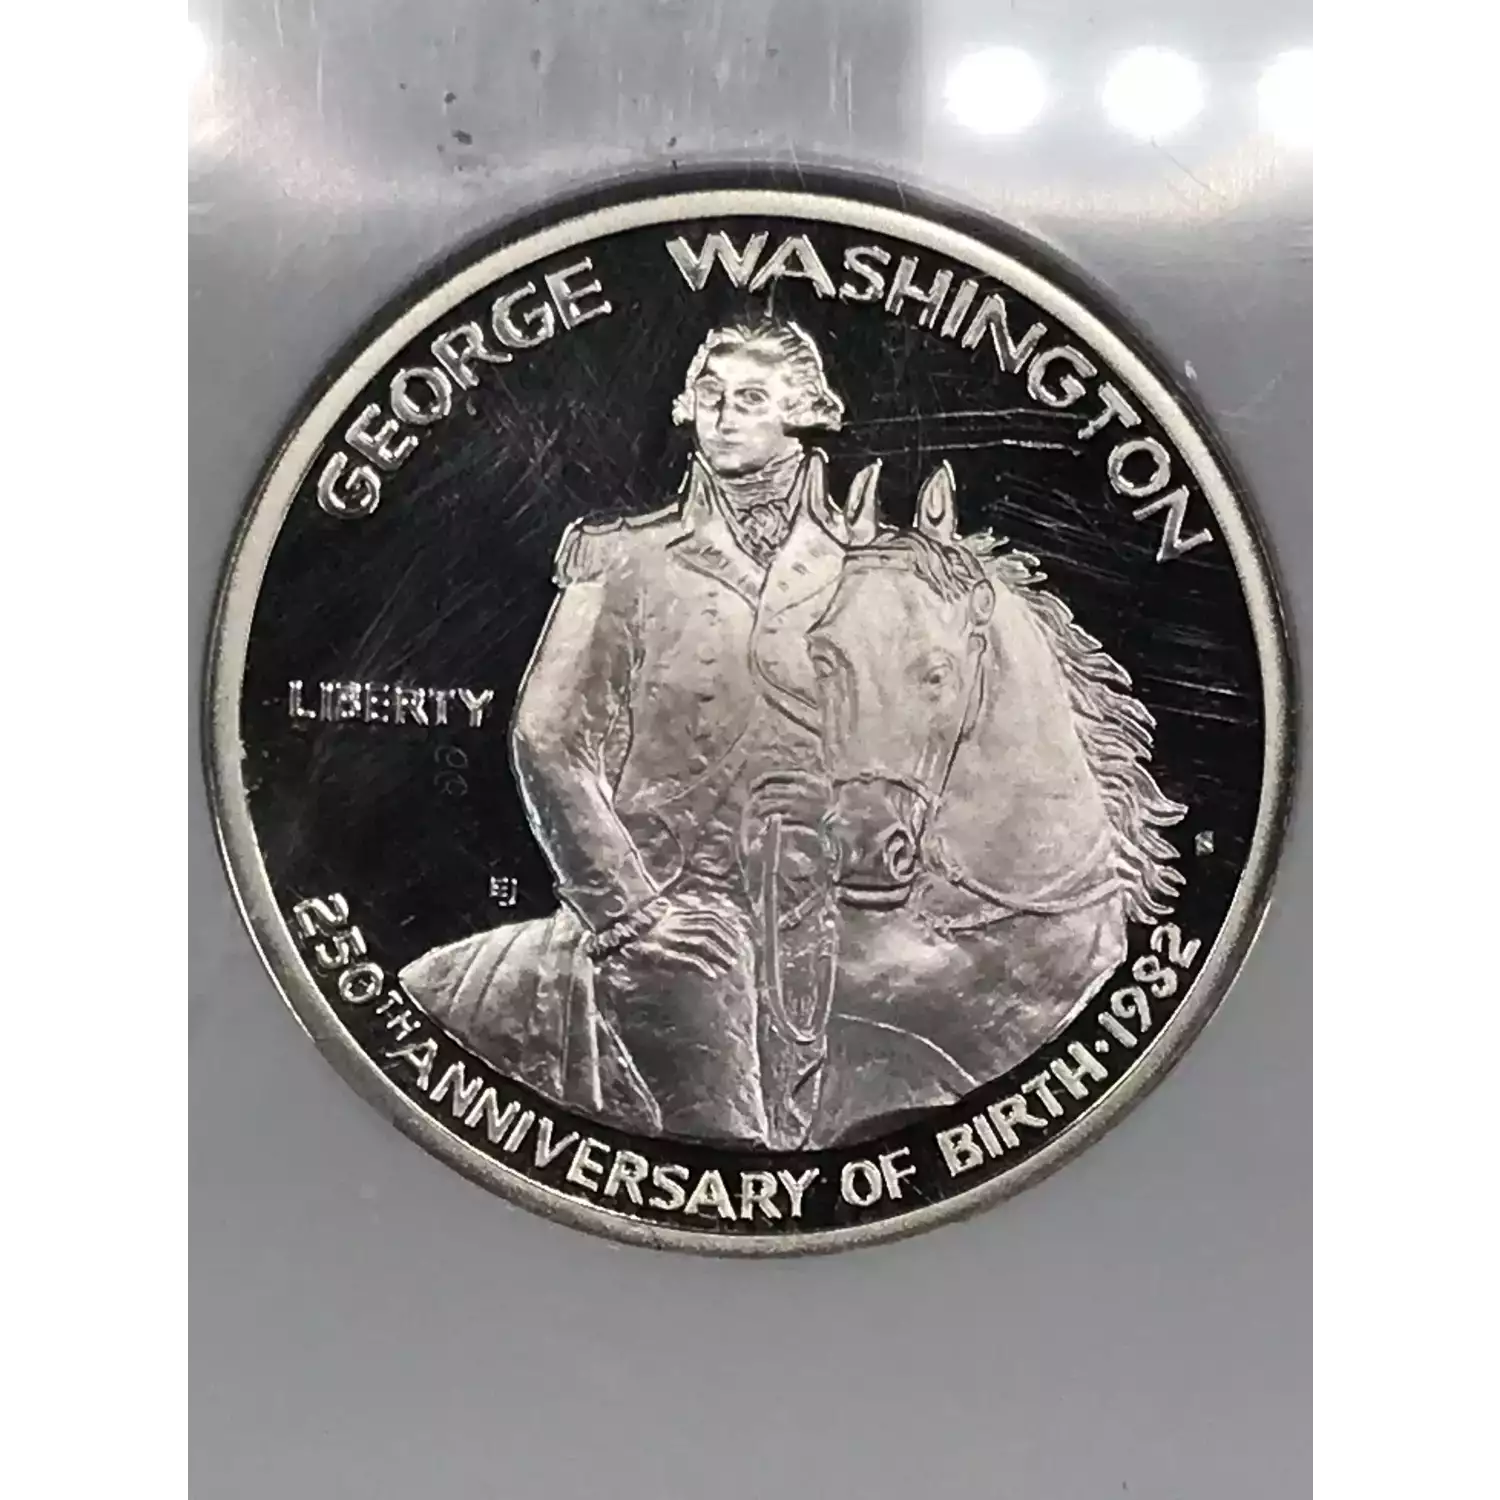 GEORGE WASHINGTON
LIBERTY
EJ
S
250TH ANNIVERSARY OF BIRTH·1982